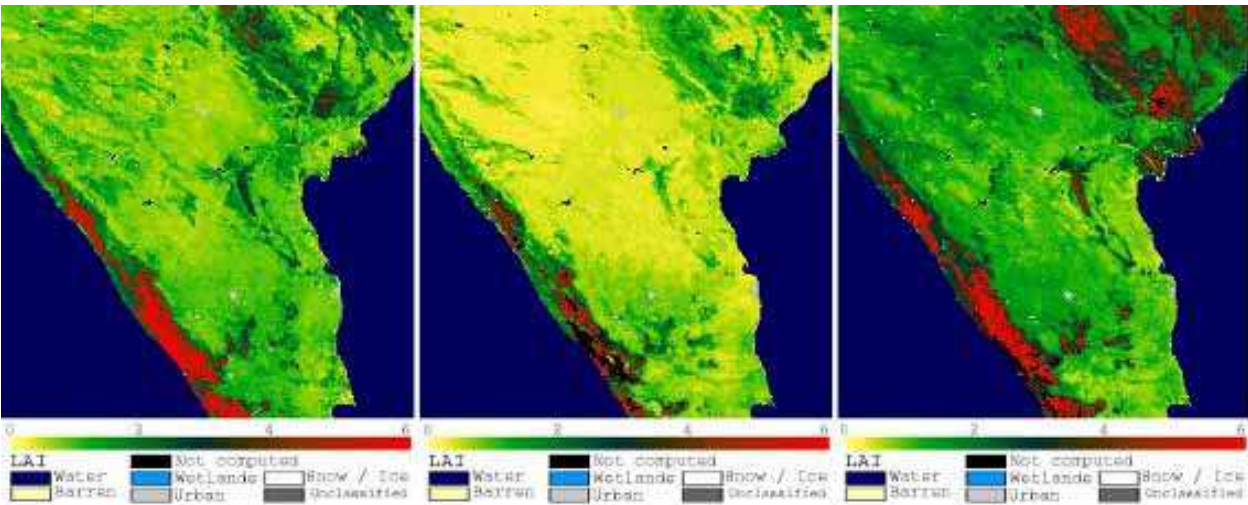 0 2 4 6
LAI Not computed
Water Wetlands Snow / Ice
Barren Urban Unclassified
0 2 4 6
LAI Not computed
Water Wetlands Snow / Ice
Barren Urban Unclassified
0 2 4 6
LAI Not computed
Water Wetlands Snow / Ice
Barren Urban Unclassified